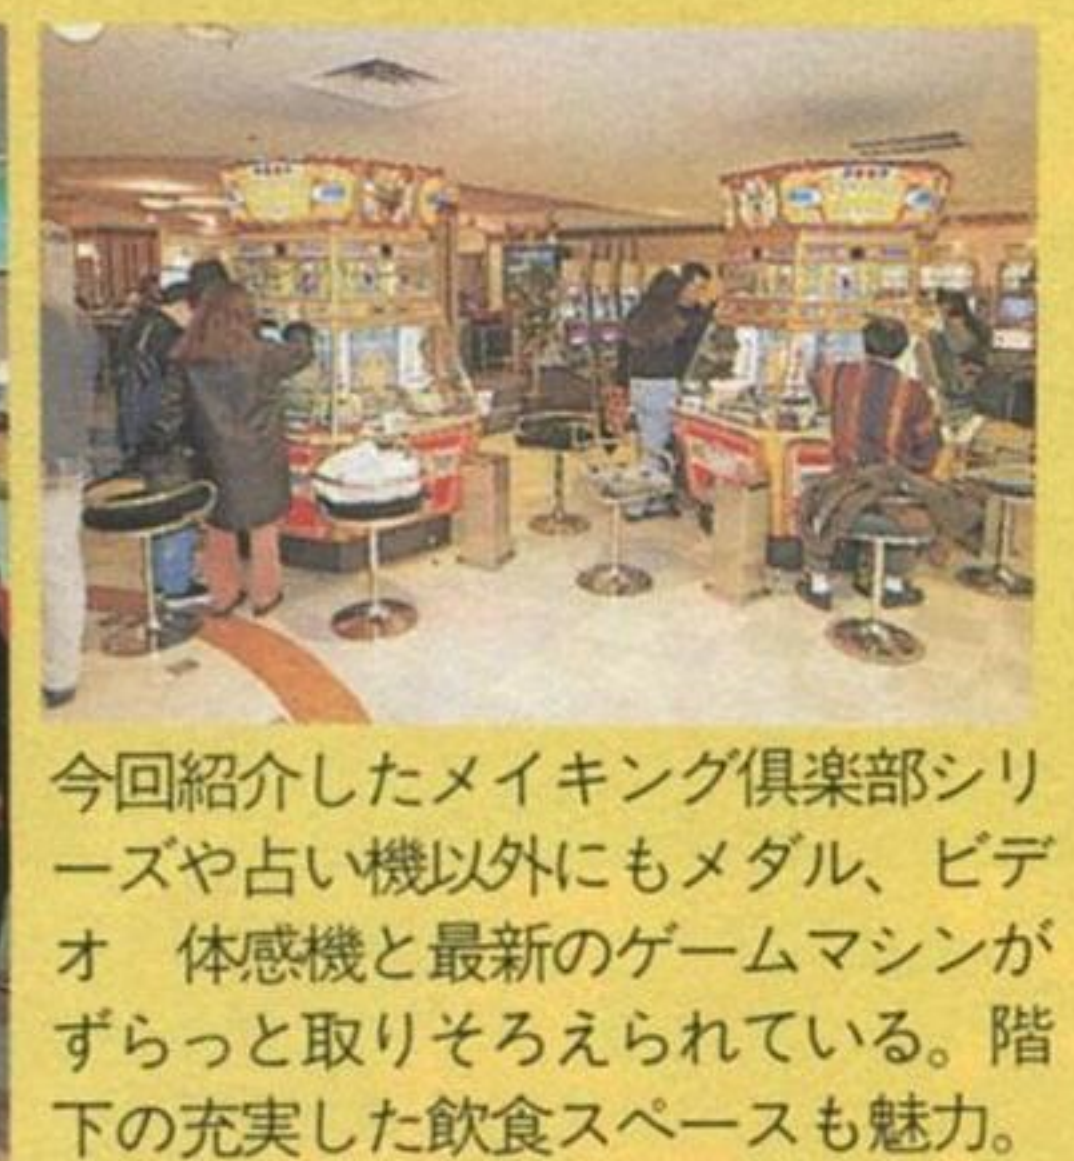 今回紹介したメイキング倶楽部シリ
ーズや占い機以外にもメダル、ビデ
オ　体感機と最新のゲームマシンが
ずらっと取りそろえられている。階
下の充実した飲食スペースも魅力。